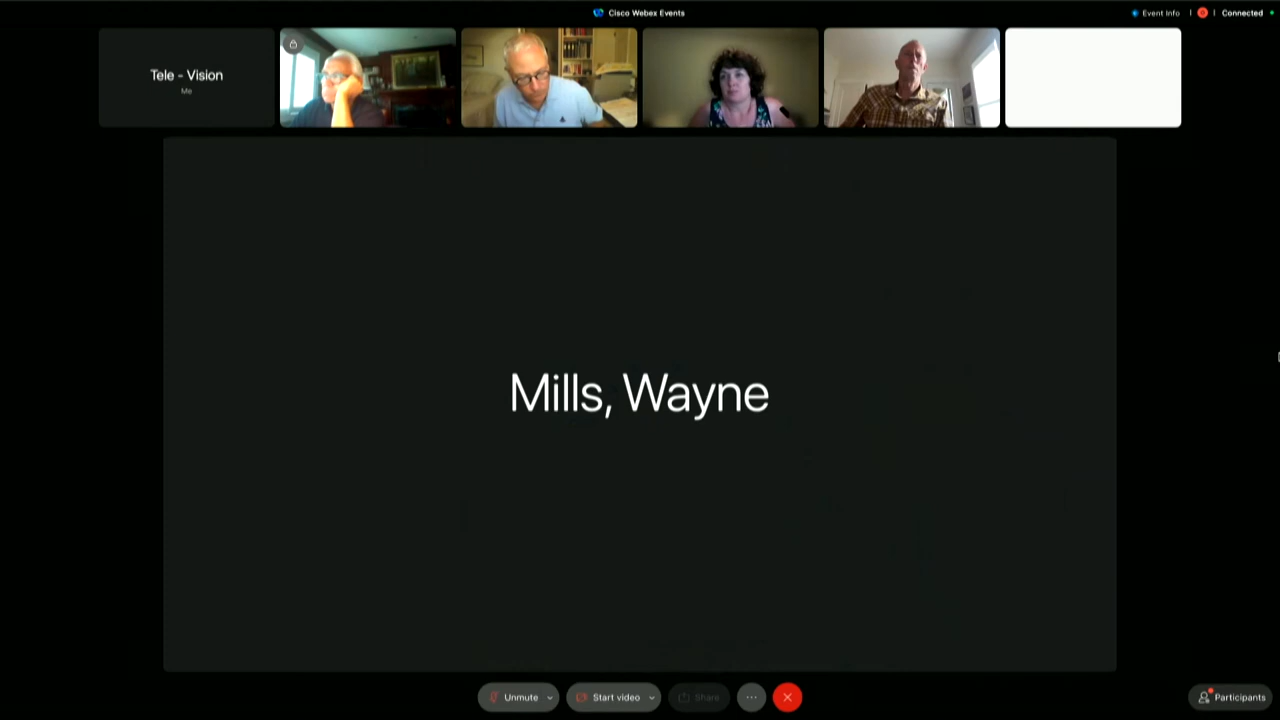 Cisco Webex Events
Event Info
Connected
Tele - Vision
Me
Mills, Wayne
Unmute
Start video
Share
Participants